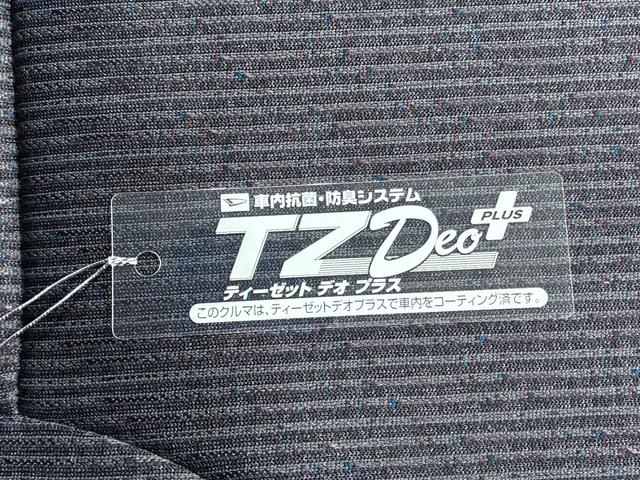 車内抗菌・防臭システム
TZ Deo PLUS
ティーゼット デオ プラス
このクルマは、ティーゼットデオプラスで車内をコーティング済です。